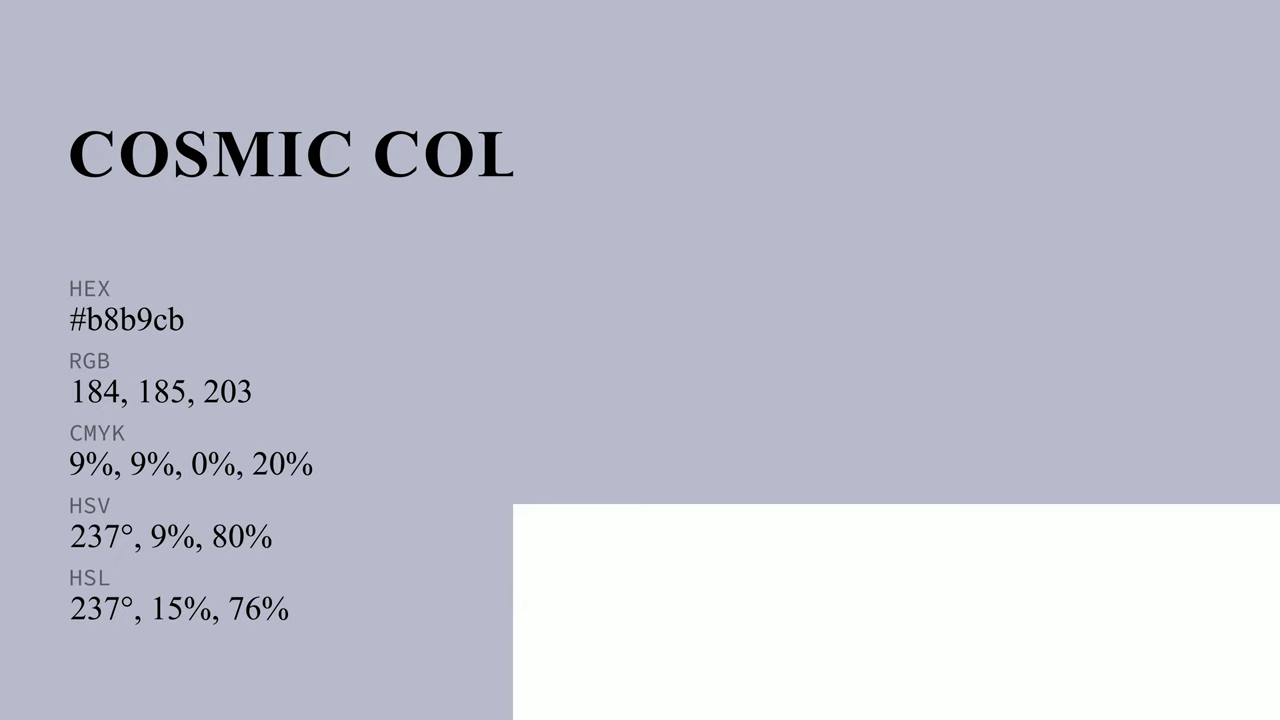 COSMIC COL
HEX
#b8b9cb
RGB
184, 185, 203
CMYK
9%, 9%, 0%, 20%
HSV
237°, 9%, 80%
HSL
237°, 15%, 76%